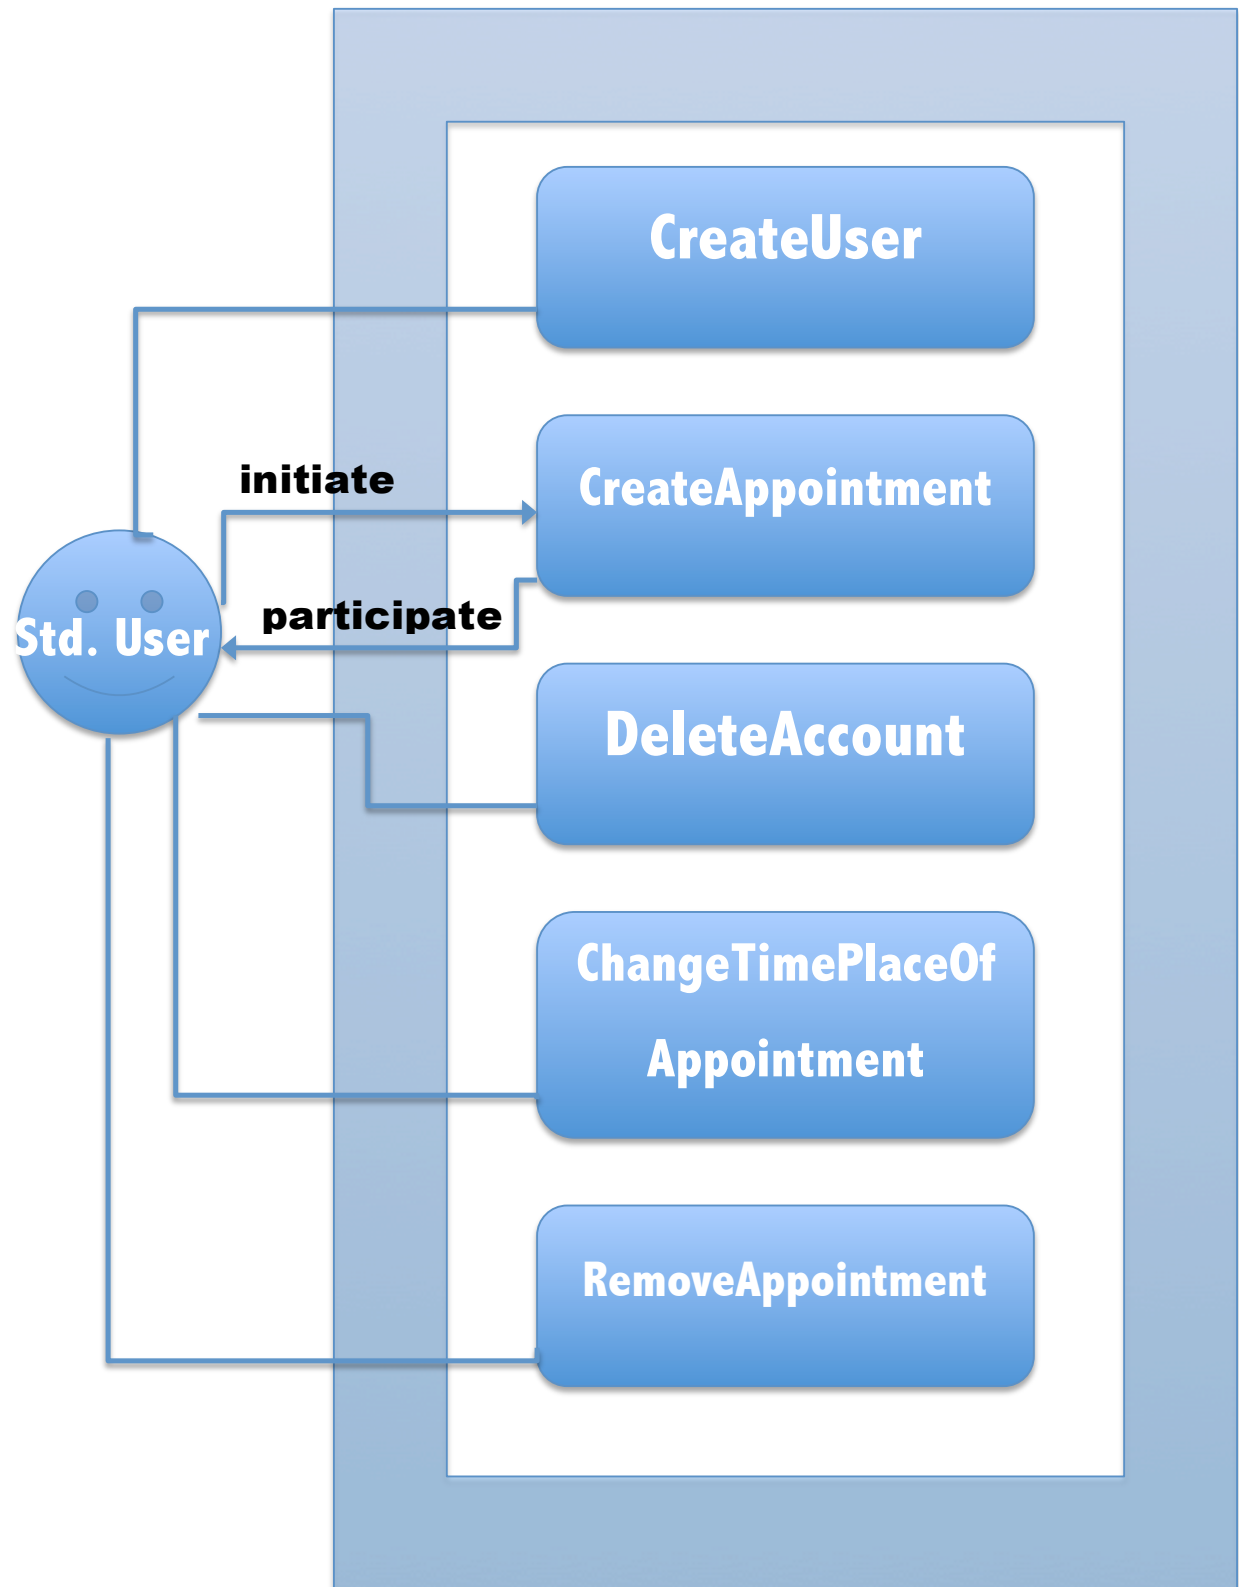 CreateUser
initiate
CreateAppointment
participate
Std. User
DeleteAccount
ChangeTimePlaceOf
Appointment
RemoveAppointment